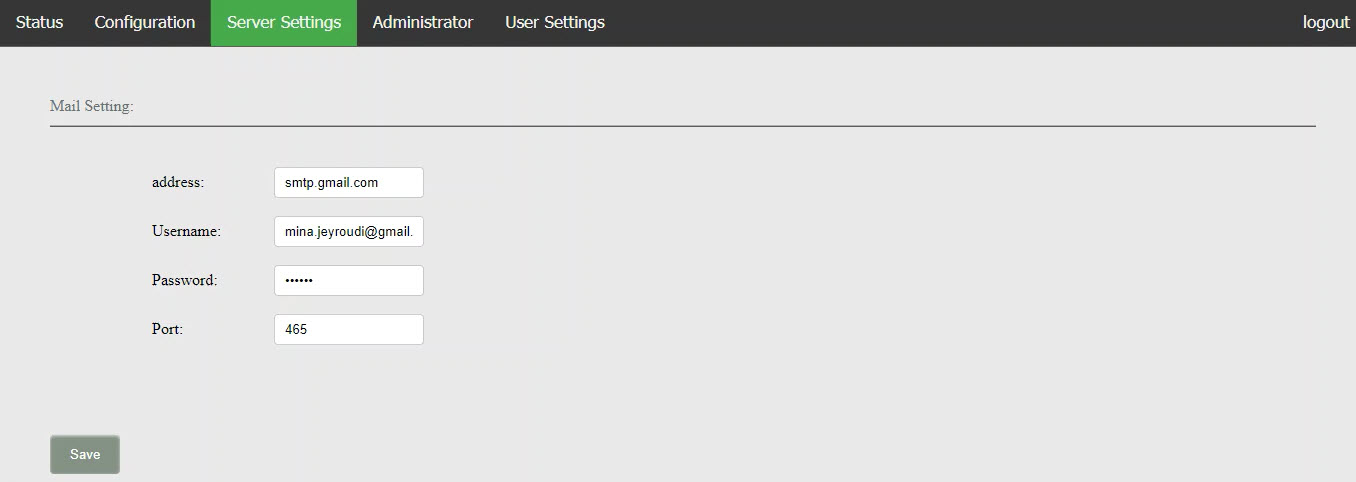 Status Configuration Server Settings Administrator User Settings logout
Mail Setting:
address: smtp.gmail.com
Username: mina.jeyroudi@gmail.
Password: ••••••
Port: 465
Save